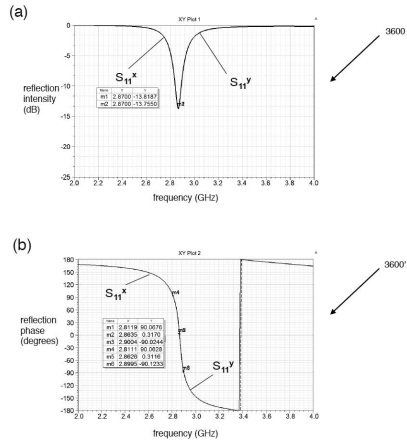 (a)
XY Plot 1
3600
0
-5
-10
-15
-20
-25
reflection
intensity
(dB)
S11x
S11y
Name X Y
m1 2.8700 -13.8187
m2 2.8700 -13.7550
2.0 2.2 2.4 2.6 2.8 3.0 3.2 3.4 3.6 3.8 4.0
frequency (GHz)
(b)
XY Plot 2
3600'
180
150
120
90
60
30
0
-30
-60
-90
-120
-150
-180
reflection
phase
(degrees)
S11x
m4
m5
m6
Name X Y
m1 2.8119 90.0676
m2 2.8635 0.3170
m3 2.9004 -90.0244
m4 2.8111 90.0628
m5 2.8626 0.3116
m6 2.8995 -90.1233
S11y
2.0 2.2 2.4 2.6 2.8 3.0 3.2 3.4 3.6 3.8 4.0
frequency (GHz)